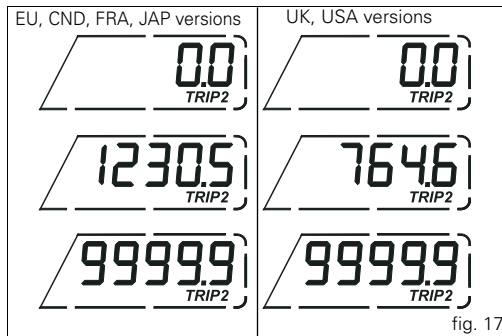 EU, CND, FRA, JAP versions
0.0
TRIP2
1230.5
TRIP2
9999.9
TRIP2
UK, USA versions
0.0
TRIP2
764.6
TRIP2
9999.9
TRIP2
fig. 17